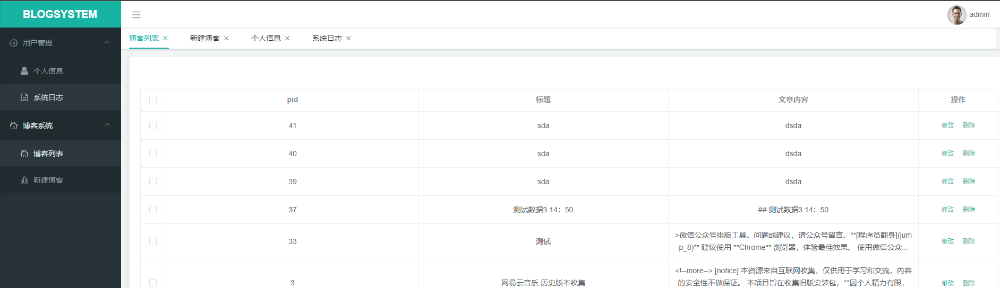 BLOGSYSTEM
admin
用户管理
个人信息
系统日志
博客系统
博客列表
新建博客
博客列表 × 新建博客 × 个人信息 × 系统日志 ×
pid 标题 文章内容 操作
41 sda dsda 修改 删除
40 sda dsda 修改 删除
39 sda dsda 修改 删除
37 测试数据3 14：50 ## 测试数据3 14：50 修改 删除
33 测试 >微信公众号排版工具。问题或建议，请公众号留言。**[程序员翻身](jum
p_8)** 建议使用 **Chrome** 浏览器，体验最佳效果。 使用微信公众... 修改 删除
3 网易云音乐 历史版本收集 <!--more--> [notice] 本资源来自互联网收集，仅供用于学习和交流，内容
的安全性不做保证。 本项目旨在收集旧版安装包，**因个人精力有限， 修改 删除